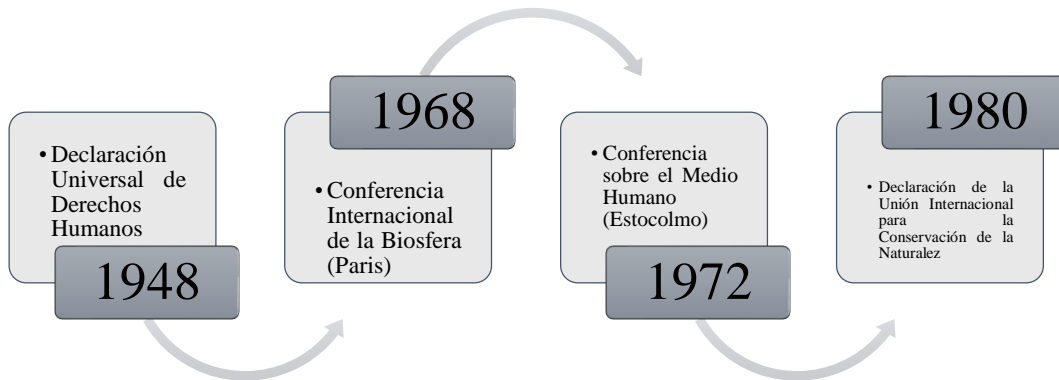 • Declaración
Universal de
Derechos
Humanos
1948
1968
• Conferencia
Internacional
de la Biosfera
(Paris)
• Conferencia
sobre el Medio
Humano
(Estocolmo)
1972
1980
• Declaración de la
Unión Internacional
para la
Conservación de la
Naturalez